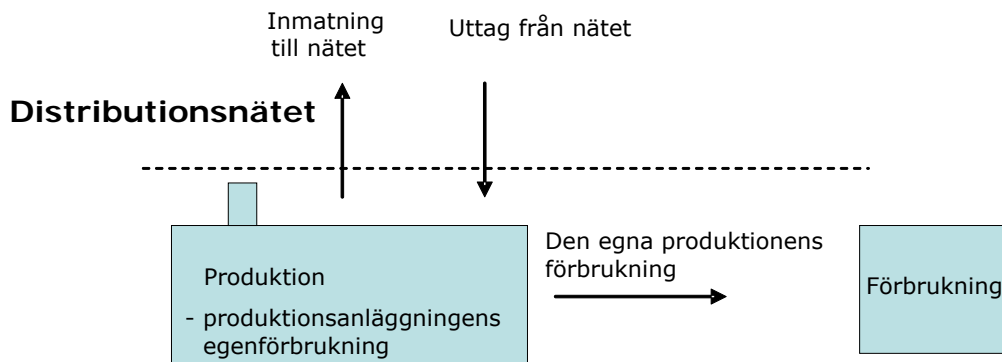 Inmatning
till nätet
Uttag från nätet
Distributionsnätet
Den egna produktionens
förbrukning
Produktion
- produktionsanläggningens
egenförbrukning
Förbrukning